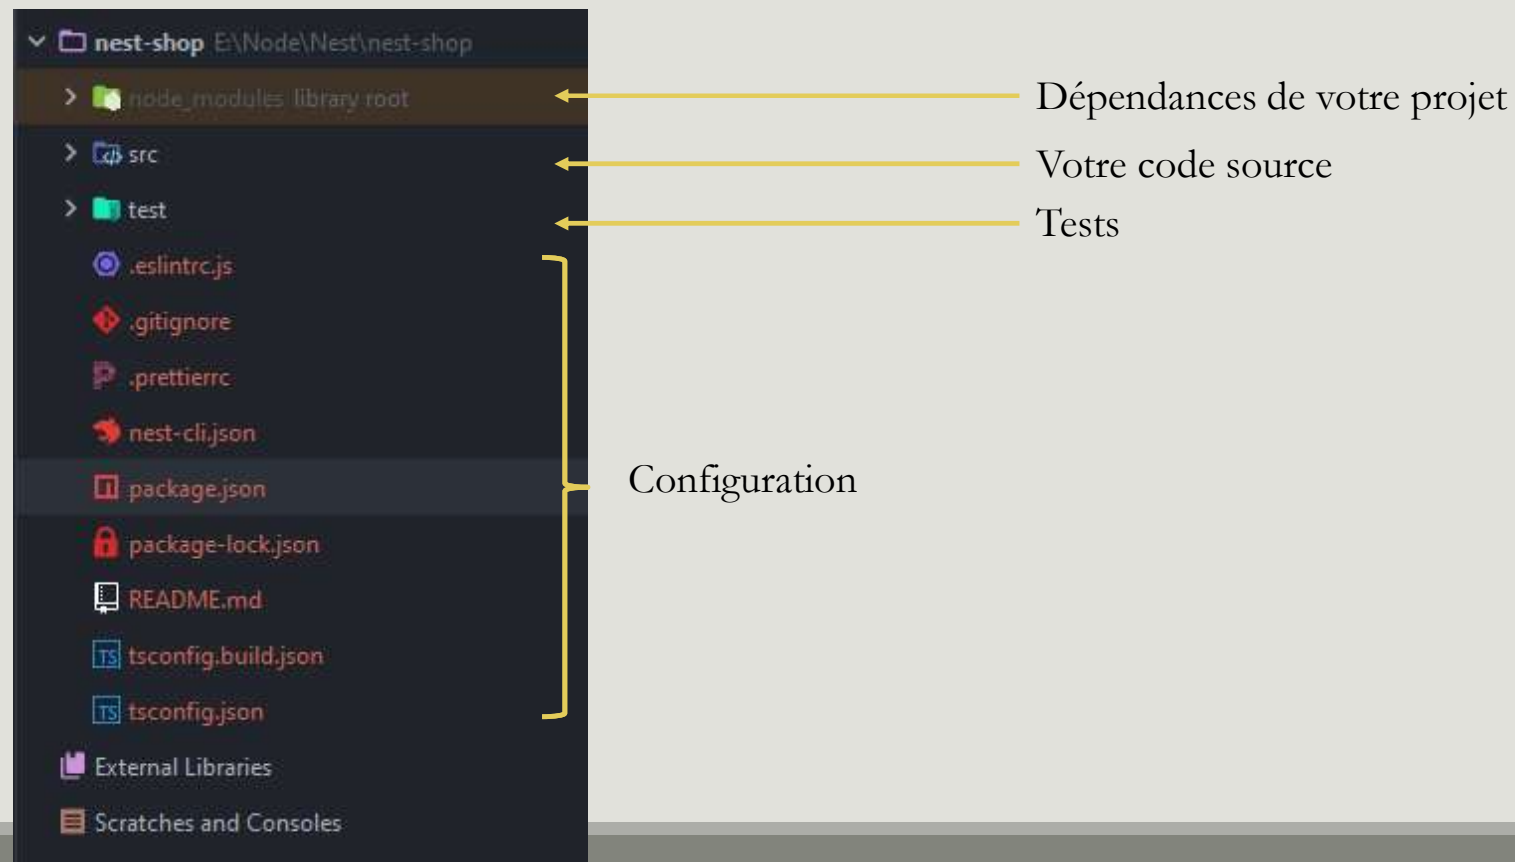 nest-shop E:\Node\Nest\nest-shop
node_modules library root
Dépendances de votre projet
src
Votre code source
test
Tests
.eslintrc.js
.gitignore
.prettierrc
nest-cli.json
package.json
Configuration
package-lock.json
README.md
TS tsconfig.build.json
TS tsconfig.json
External Libraries
Scratches and Consoles